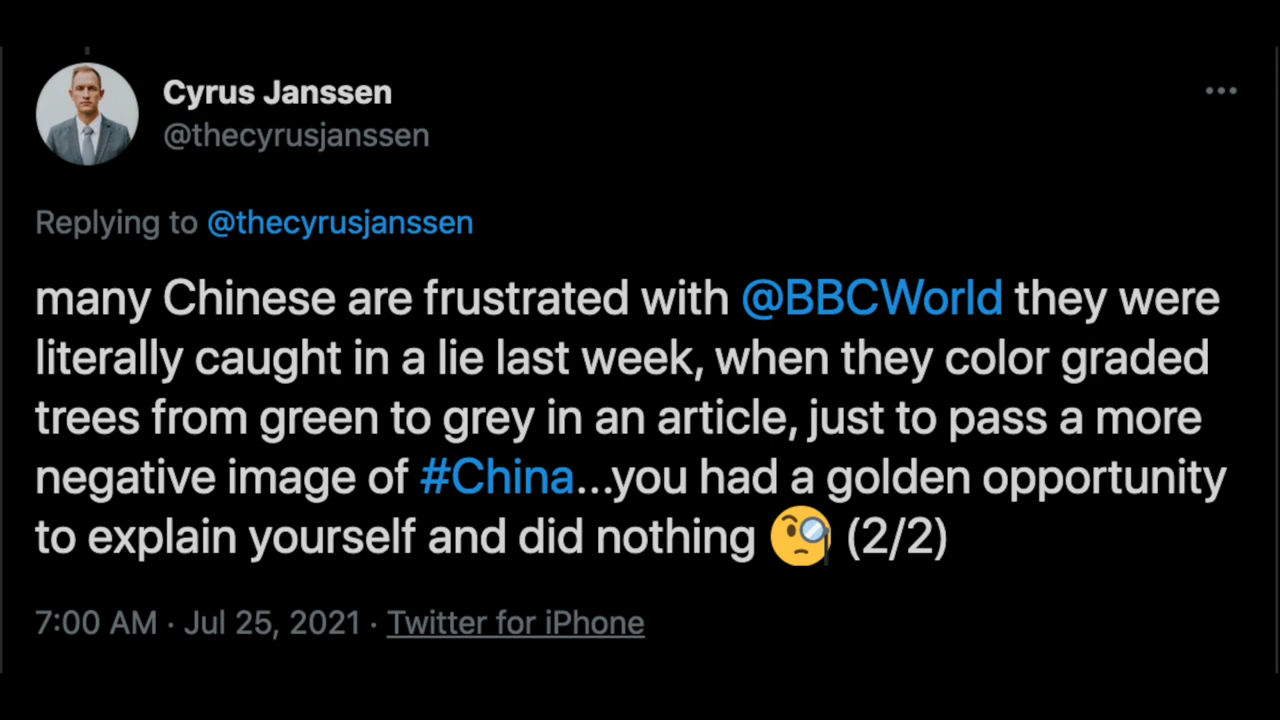 Cyrus Janssen
@thecyrusjanssen
Replying to @thecyrusjanssen
many Chinese are frustrated with @BBCWorld they were
literally caught in a lie last week, when they color graded
trees from green to grey in an article, just to pass a more
negative image of #China...you had a golden opportunity
to explain yourself and did nothing 🧐 (2/2)
7:00 AM · Jul 25, 2021 · Twitter for iPhone